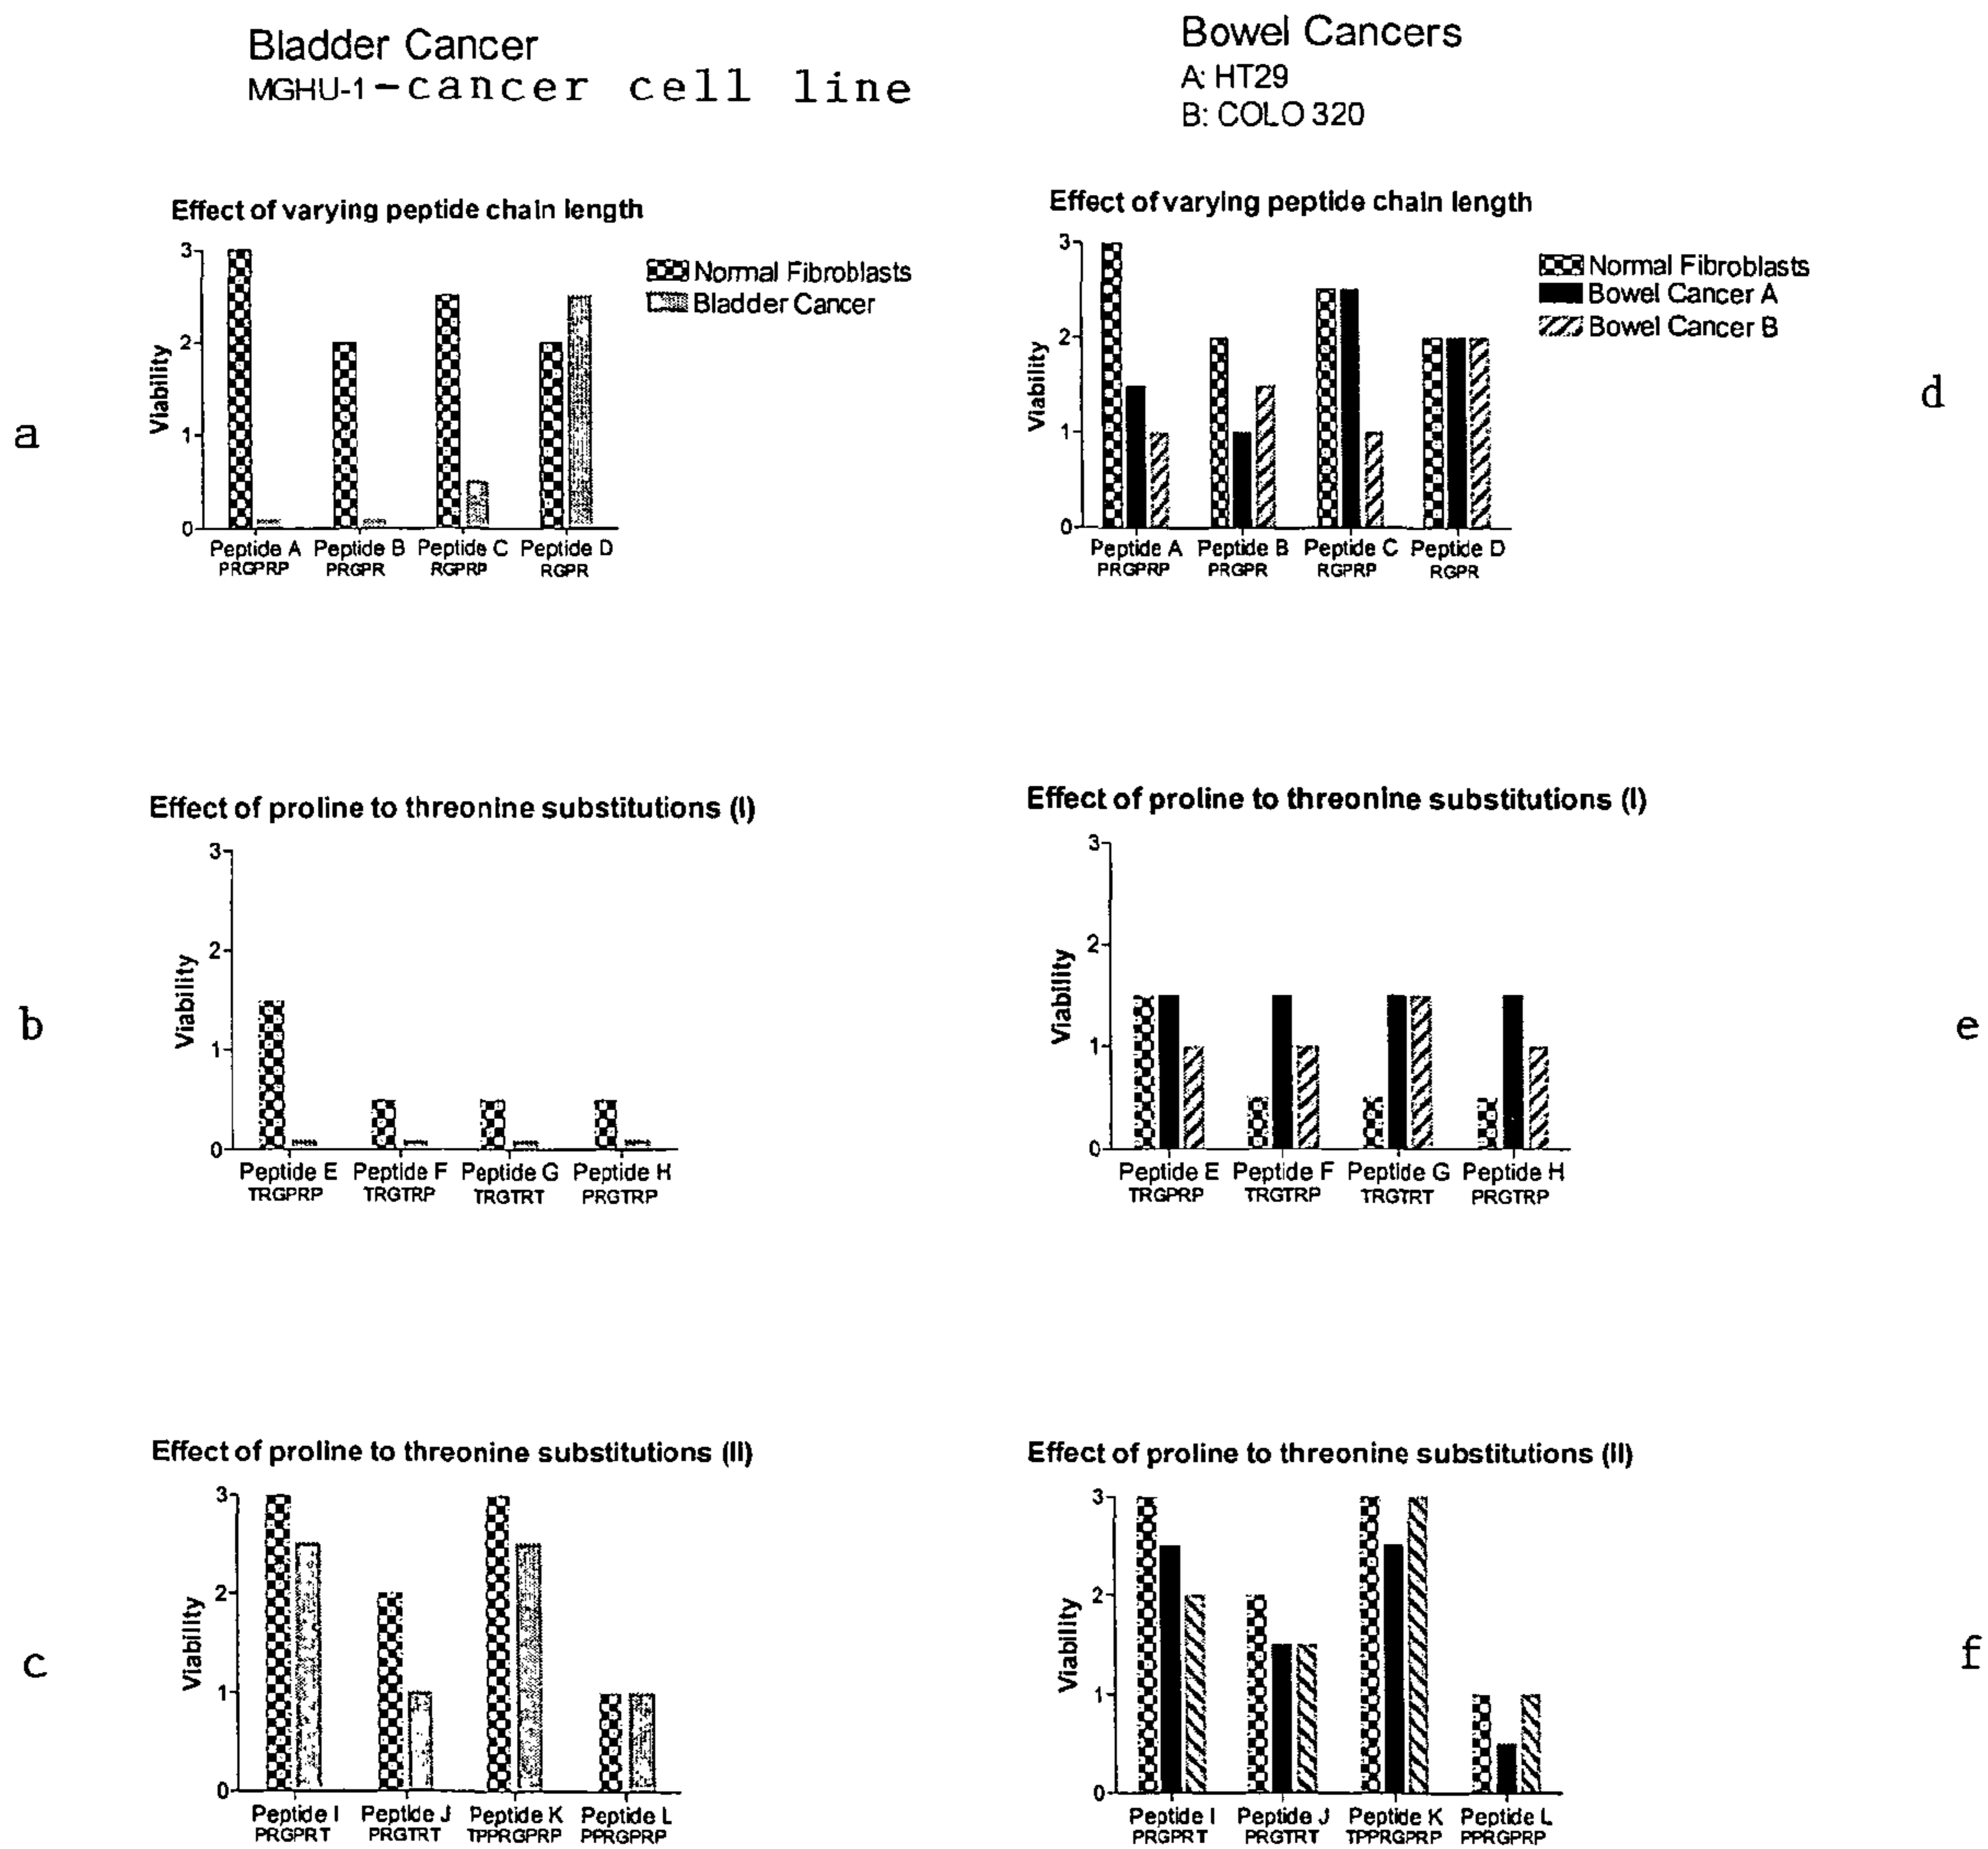 Bladder Cancer
MGHU-1-cancer cell line
Effect of varying peptide chain length
Normal Fibroblasts
Bladder Cancer
Viability
3
2
1
0
Peptide A Peptide B Peptide C Peptide D
PRGPRP PRGPR RGPRP RGPR
a
Effect of proline to threonine substitutions (I)
Viability
3
2
1
0
Peptide E Peptide F Peptide G Peptide H
TRGPRP TRGTRP TRGTRT PRGTRP
b
Effect of proline to threonine substitutions (II)
Viability
3
2
1
0
Peptide I Peptide J Peptide K Peptide L
PRGPRT PRGTRT TPPRGPRP PPRGPRP
c
Bowel Cancers
A: HT29
B: COLO 320
Effect of varying peptide chain length
Normal Fibroblasts
Bowel Cancer A
Bowel Cancer B
Viability
3
2
1
0
Peptide A Peptide B Peptide C Peptide D
PRGPRP PRGPR RGPRP RGPR
d
Effect of proline to threonine substitutions (I)
Viability
3
2
1
0
Peptide E Peptide F Peptide G Peptide H
TRGPRP TRGTRP TRGTRT PRGTRP
e
Effect of proline to threonine substitutions (II)
Viability
3
2
1
0
Peptide I Peptide J Peptide K Peptide L
PRGPRT PRGTRT TPPRGPRP PPRGPRP
f